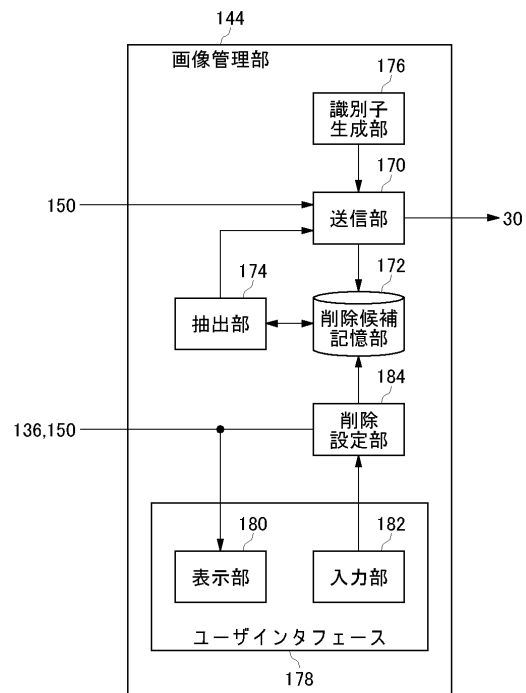 144
画像管理部
176
識別子
生成部
170
150
送信部
30
174
172
抽出部
削除候補
記憶部
184
136,150
削除
設定部
180
182
表示部
入力部
ユーザインタフェース
178